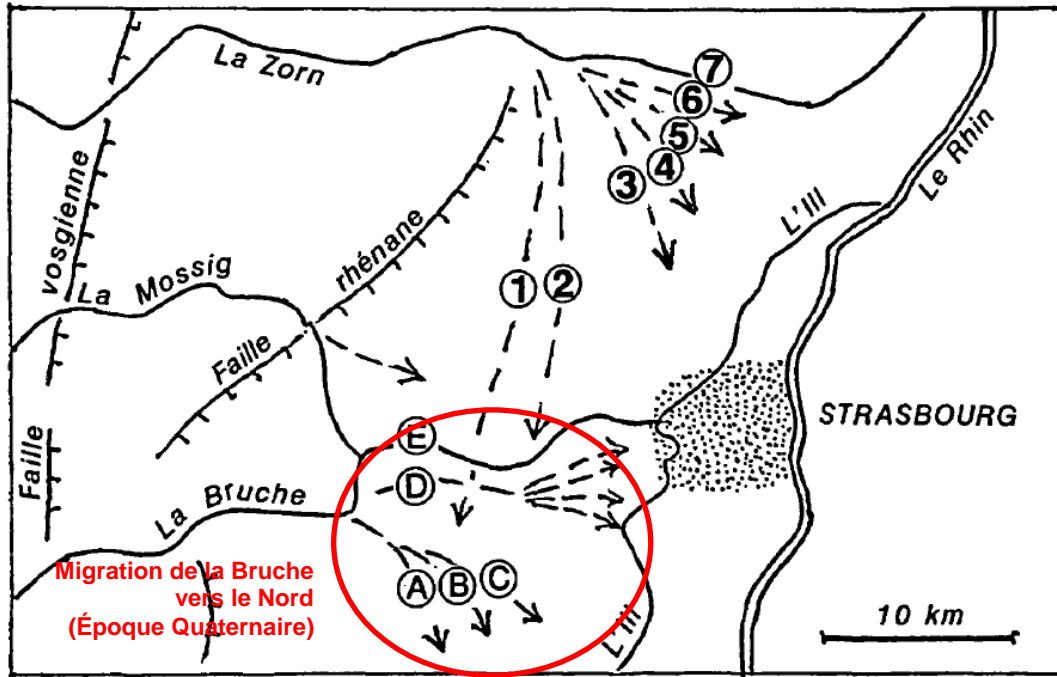 La Zorn
7
6
5
4
3
Le Rhin
L'Ill
vosgienne
rhénane
La Mossig
1
2
Faille
STRASBOURG
E
D
Faille
La Bruche
Migration de la Bruche
vers le Nord
(Époque Quaternaire)
A
B
C
L'Ill
10 km